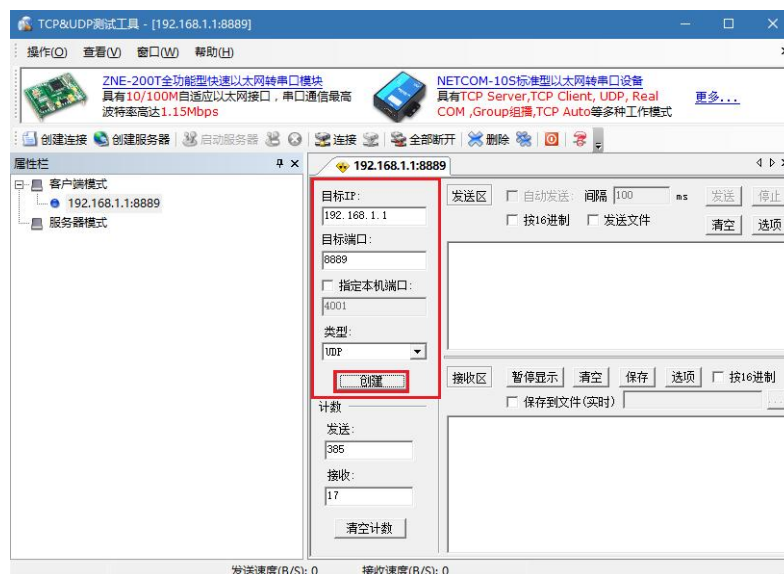 TCP&UDP测试工具 - [192.168.1.1:8889]
操作(O) 查看(V) 窗口(W) 帮助(H)
ZNE-200T全功能型快速以太网转串口模块
具有10/100M自适应以太网接口，串口通信最高
波特率高达1.15Mbps
NETCOM-10S标准型以太网转串口设备
具有TCP Server,TCP Client, UDP, Real
COM ,Group组播,TCP Auto等多种工作模式
更多...
创建连接 创建服务器 启动服务器 连接 全部断开 删除
属性栏
客户端模式
192.168.1.1:8889
服务器模式
192.168.1.1:8889
目标IP:
192.168.1.1
目标端口:
8889
指定本机端口:
4001
类型:
UDP
创建
计数
发送:
385
接收:
17
清空计数
发送区 自动发送: 间隔 100 ms 发送 停止
按16进制 发送文件 清空 选项
接收区 暂停显示 清空 保存 选项 按16进制
保存到文件(实时) ...
发送速度(B/S): 0 接收速度(B/S): 0